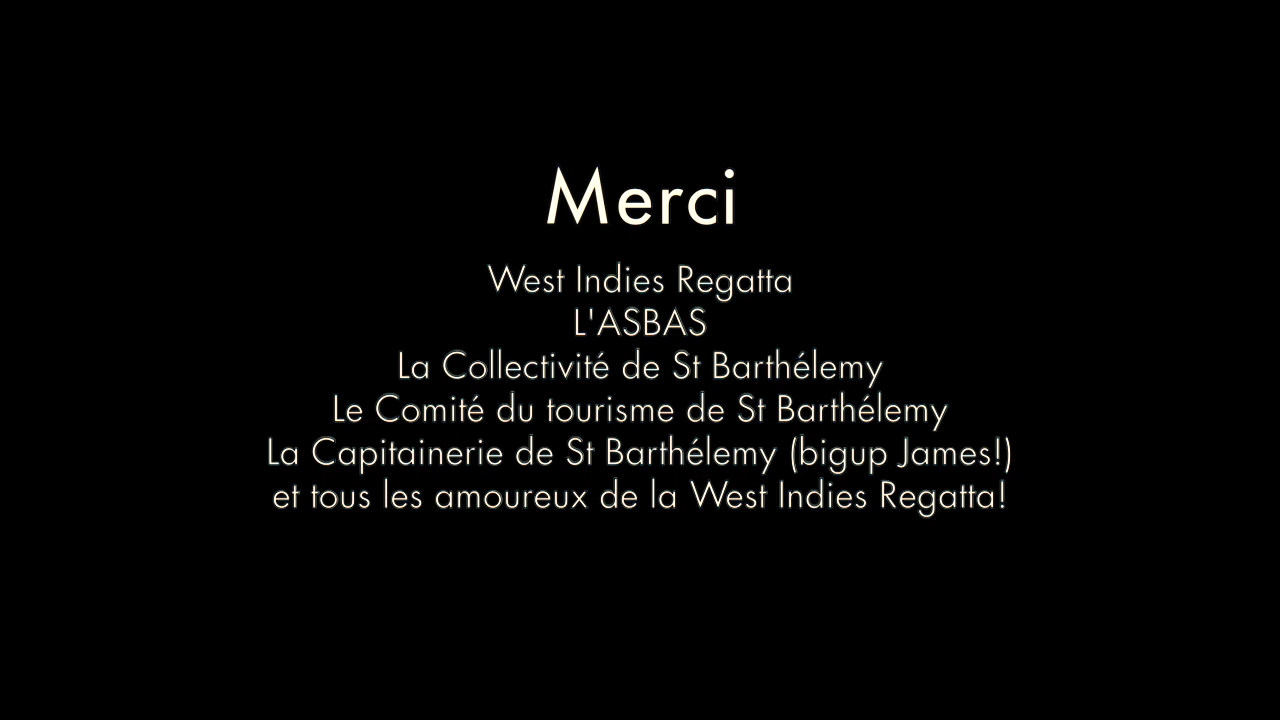 Merci
West Indies Regatta
L'ASBAS
La Collectivité de St Barthélemy
Le Comité du tourisme de St Barthélemy
La Capitainerie de St Barthélemy (bigup James!)
et tous les amoureux de la West Indies Regatta!